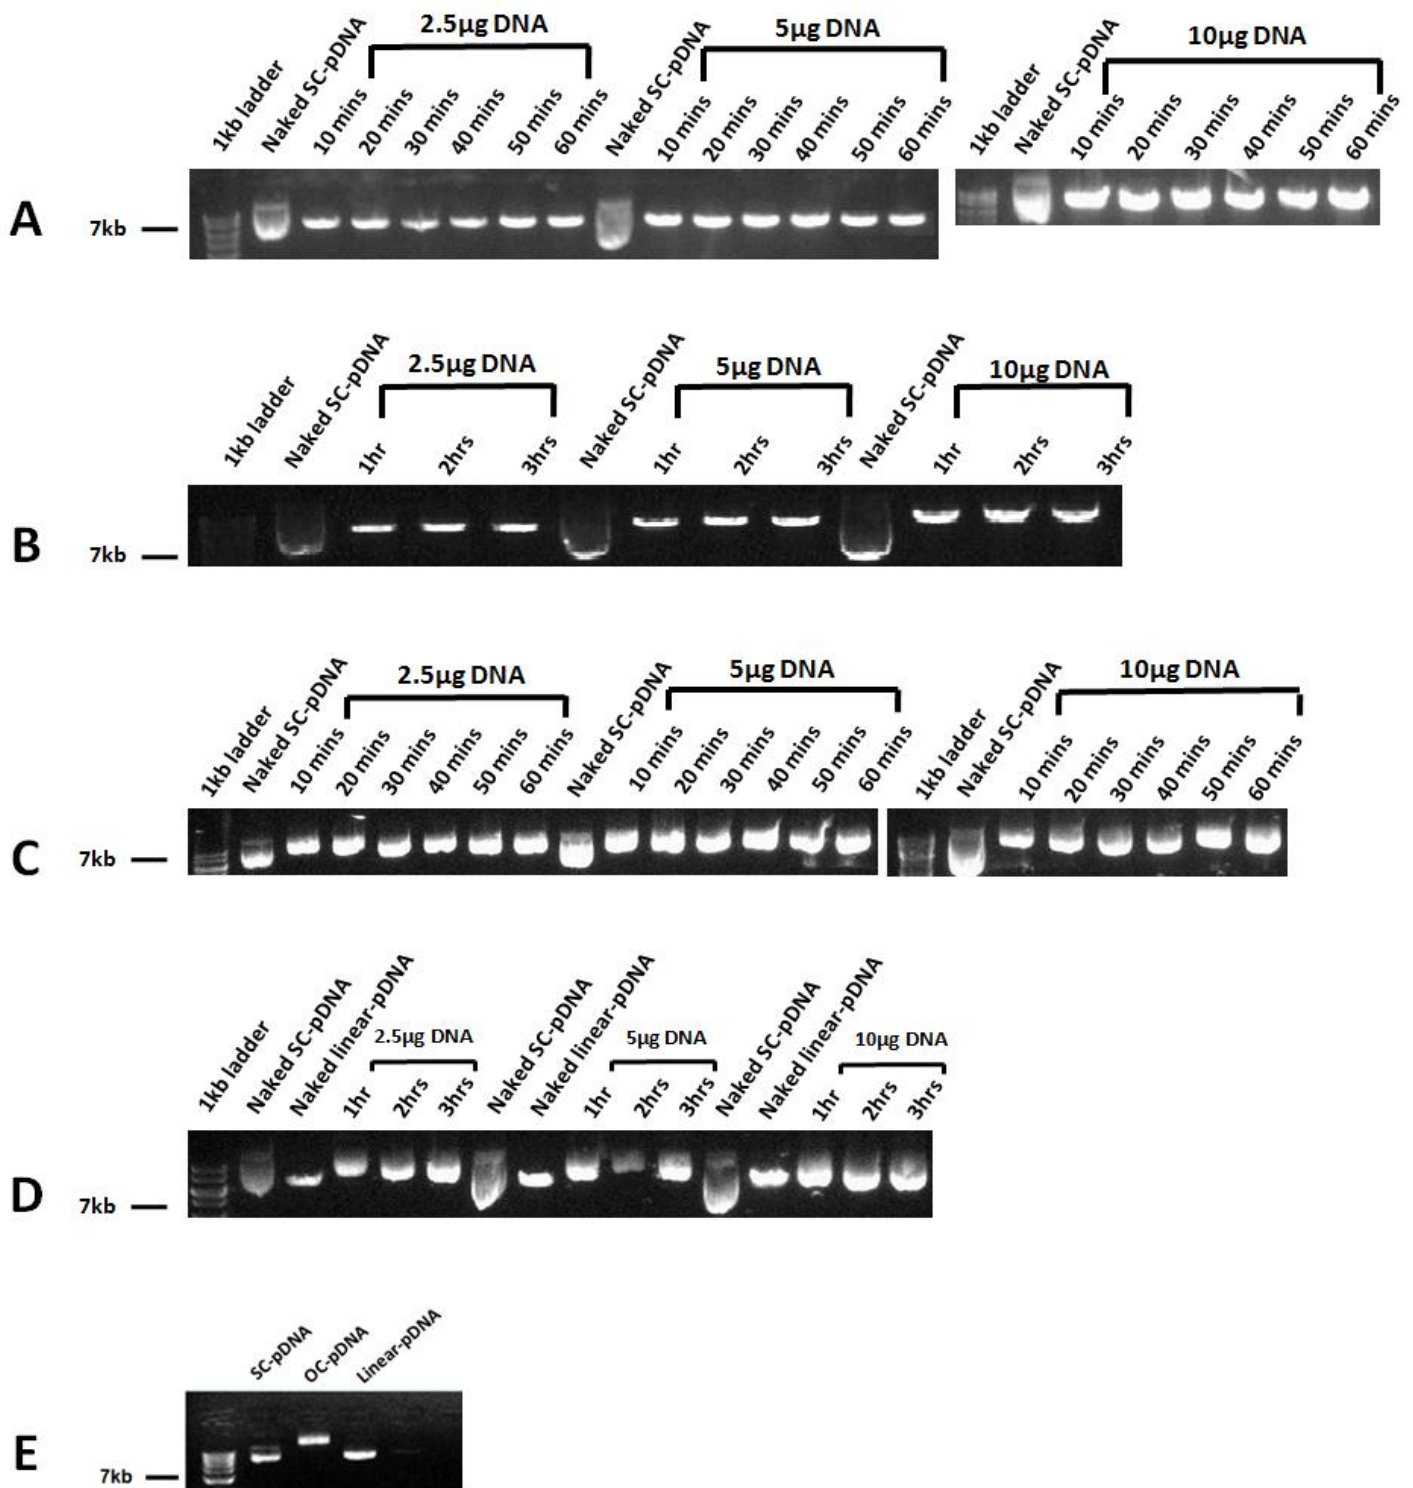 2.5µg DNA 5µg DNA 10µg DNA
1kb ladder Naked SC-pDNA 10 mins 20 mins 30 mins 40 mins 50 mins 60 mins Naked SC-pDNA 10 mins 20 mins 30 mins 40 mins 50 mins 60 mins 1kb ladder Naked SC-pDNA 10 mins 20 mins 30 mins 40 mins 50 mins 60 mins
A 7kb
2.5µg DNA 5µg DNA 10µg DNA
1kb ladder Naked SC-pDNA 1hr 2hrs 3hrs Naked SC-pDNA 1hr 2hrs 3hrs Naked SC-pDNA 1hr 2hrs 3hrs
B 7kb
2.5µg DNA 5µg DNA 10µg DNA
1kb ladder Naked SC-pDNA 10 mins 20 mins 30 mins 40 mins 50 mins 60 mins Naked SC-pDNA 10 mins 20 mins 30 mins 40 mins 50 mins 60 mins 1kb ladder Naked SC-pDNA 10 mins 20 mins 30 mins 40 mins 50 mins 60 mins
C 7kb
2.5µg DNA 5µg DNA 10µg DNA
1kb ladder Naked SC-pDNA Naked linear-pDNA 1hr 2hrs 3hrs Naked SC-pDNA Naked linear-pDNA 1hr 2hrs 3hrs Naked SC-pDNA Naked linear-pDNA 1hr 2hrs 3hrs
D 7kb
SC-pDNA OC-pDNA Linear-pDNA
E 7kb